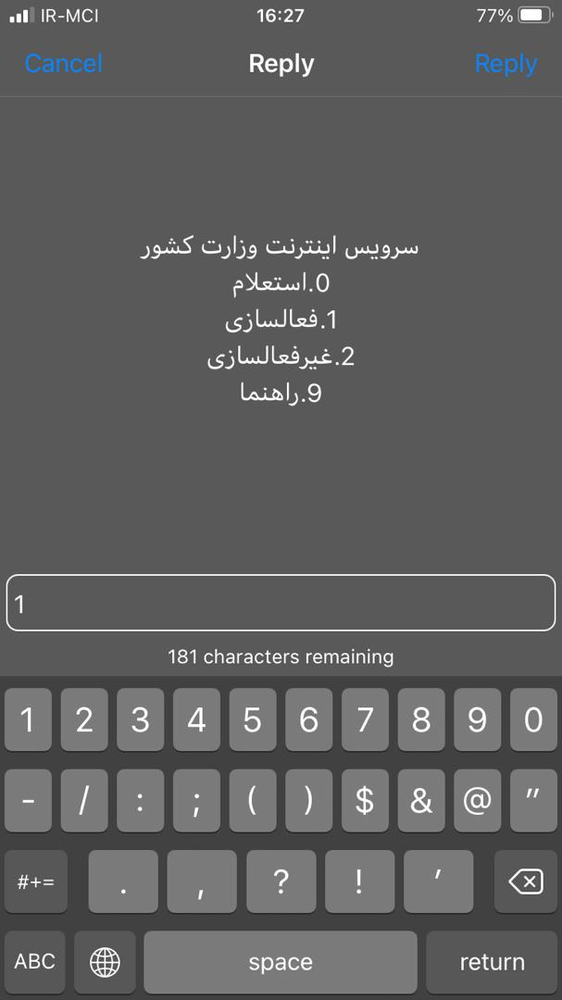 IR-MCI 16:27 77%
Cancel Reply Reply
سرویس اینترنت وزارت کشور
0.استعلام
1.فعالسازی
2.غیرفعالسازی
9.راهنما
1
181 characters remaining
1 2 3 4 5 6 7 8 9 0
- / : ; ( ) $ & @ "
#+= . , ? ! ′
ABC space return